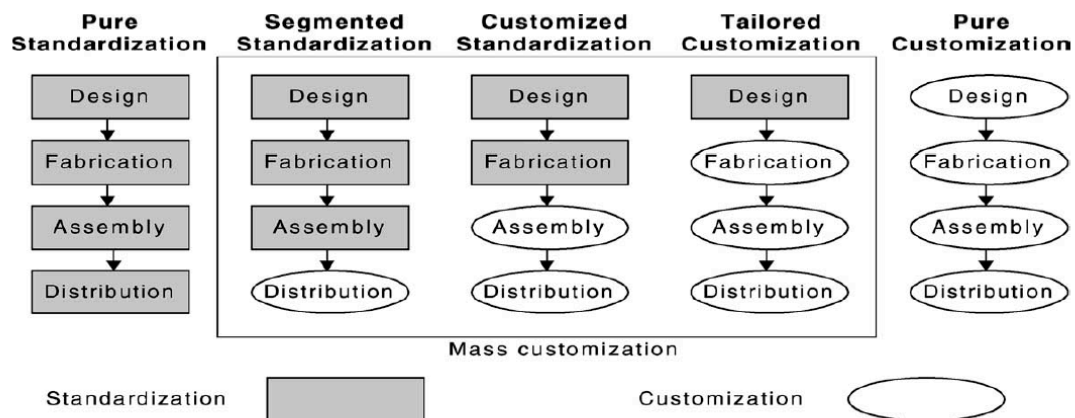 Pure Standardization
Segmented Standardization
Customized Standardization
Tailored Customization
Pure Customization
Design
Design
Design
Design
Design
Fabrication
Fabrication
Fabrication
Fabrication
Fabrication
Assembly
Assembly
Assembly
Assembly
Assembly
Distribution
Distribution
Distribution
Distribution
Distribution
Mass customization
Standardization
Customization